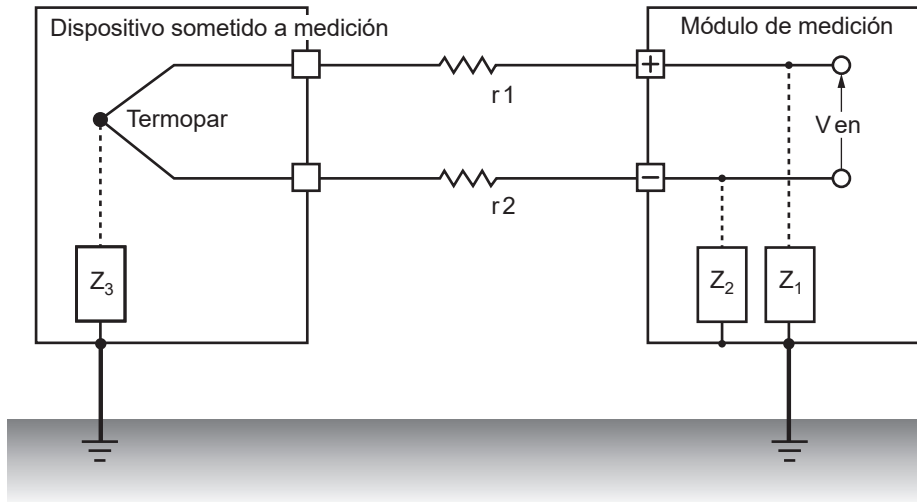 Dispositivo sometido a medición
Módulo de medición
Termopar
r1
r2
+
−
V en
Z3
Z2
Z1